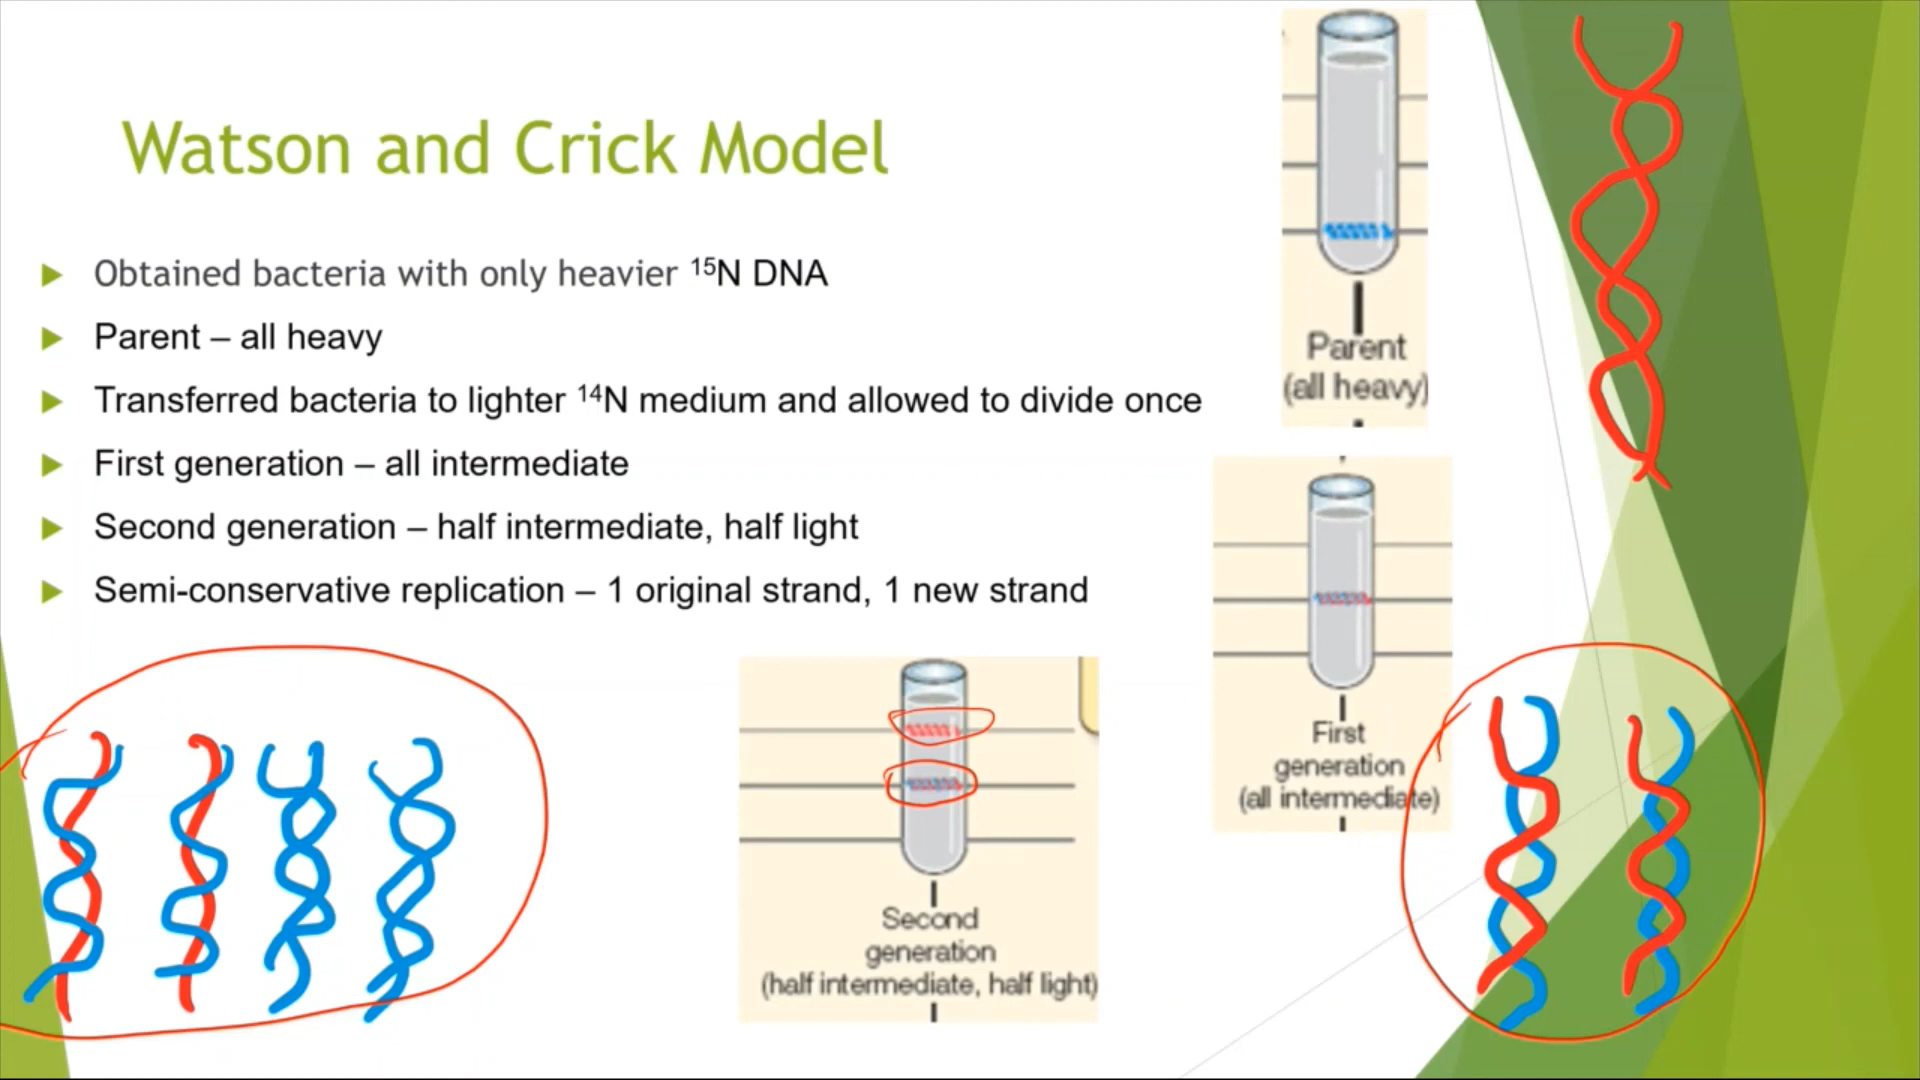 Watson and Crick Model
Obtained bacteria with only heavier ¹⁵N DNA
Parent – all heavy
Transferred bacteria to lighter ¹⁴N medium and allowed to divide once
First generation – all intermediate
Second generation – half intermediate, half light
Semi-conservative replication – 1 original strand, 1 new strand
Parent
(all heavy)
First
generation
(all intermediate)
Second
generation
(half intermediate, half light)